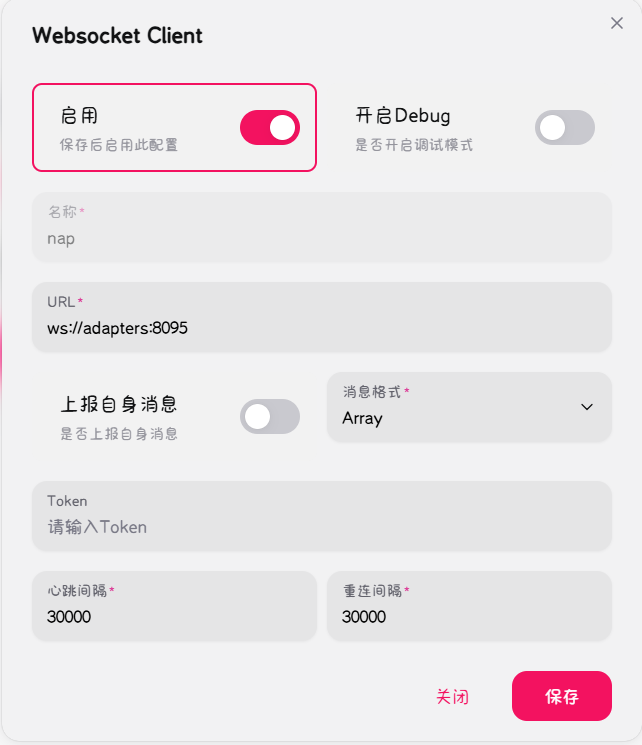 Websocket Client
启用
保存后启用此配置
开启Debug
是否开启调试模式
名称*
nap
URL*
ws://adapters:8095
上报自身消息
是否上报自身消息
消息格式*
Array
Token
请输入Token
心跳间隔*
30000
重连间隔*
30000
关闭
保存